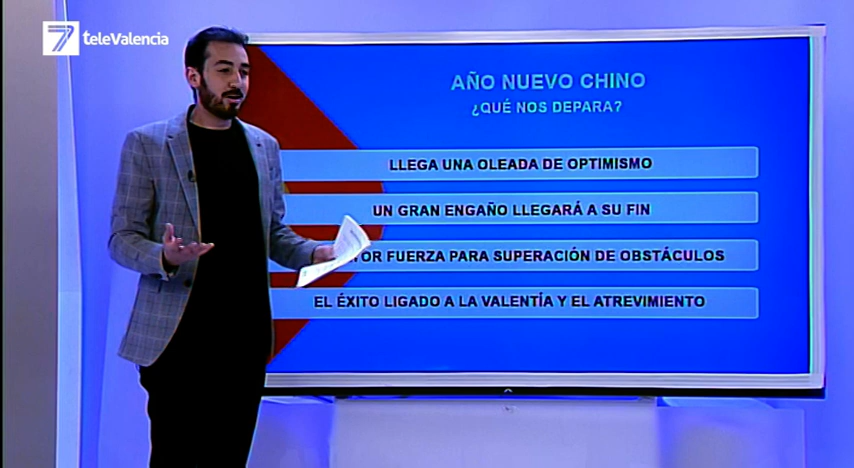 7 teleValencia
AÑO NUEVO CHINO
¿QUÉ NOS DEPARA?
LLEGA UNA OLEADA DE OPTIMISMO
UN GRAN ENGAÑO LLEGARÁ A SU FIN
FUERZA PARA SUPERACIÓN DE OBSTÁCULOS
EL ÉXITO LIGADO A LA VALENTÍA Y EL ATREVIMIENTO